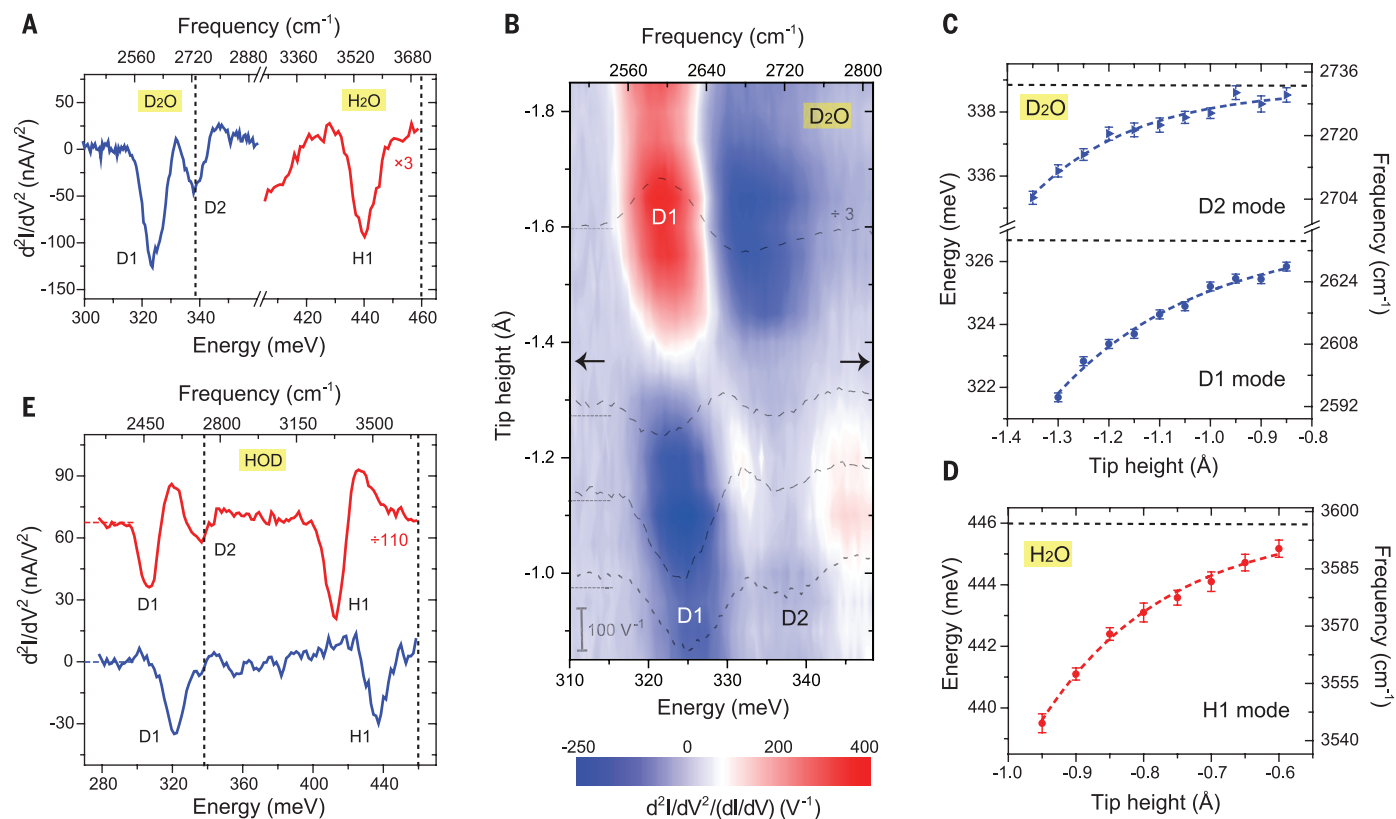 A
Frequency (cm⁻¹)
2560 2720 2880 3360 3520 3680
D₂O
H₂O
×3
D1
D2
H1
d²I/dV² (nA/V²)
50
25
0
-50
-100
-150
300 320 340 440 460
Energy (meV)
B
Frequency (cm⁻¹)
2560 2640 2720 2800
D₂O
D1
÷ 3
D1
D2
100 V⁻¹
Tip height (Å)
-1.8
-1.6
-1.4
-1.2
-1.0
310 320 330 340
Energy (meV)
-250 0 200 400
d²I/dV²/(dI/dV) (V⁻¹)
C
D₂O
D2 mode
D1 mode
Energy (meV)
338
336
326
324
322
Frequency (cm⁻¹)
2736
2720
2704
2624
2608
2592
-1.4 -1.3 -1.2 -1.1 -1.0 -0.9 -0.8
Tip height (Å)
D
H₂O
H1 mode
Energy (meV)
446
444
442
440
Frequency (cm⁻¹)
3600
3585
3570
3555
3540
-1.0 -0.9 -0.8 -0.7 -0.6
Tip height (Å)
E
Frequency (cm⁻¹)
2450 2800 3150 3500
HOD
÷110
D1
D2
H1
D1
H1
d²I/dV² (nA/V²)
90
60
30
0
-30
280 320 360 400 440
Energy (meV)